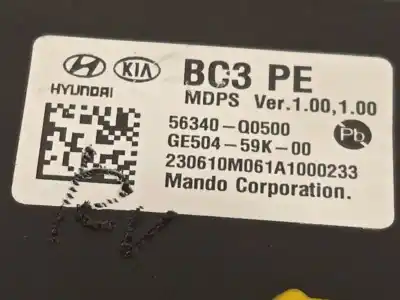 HYUNDAI
KIA
BC3 PE
MDPS Ver.1.00,1.00
56340-Q0500
GE504-59K-00
230610M061A1000233
Mando Corporation.
Pb